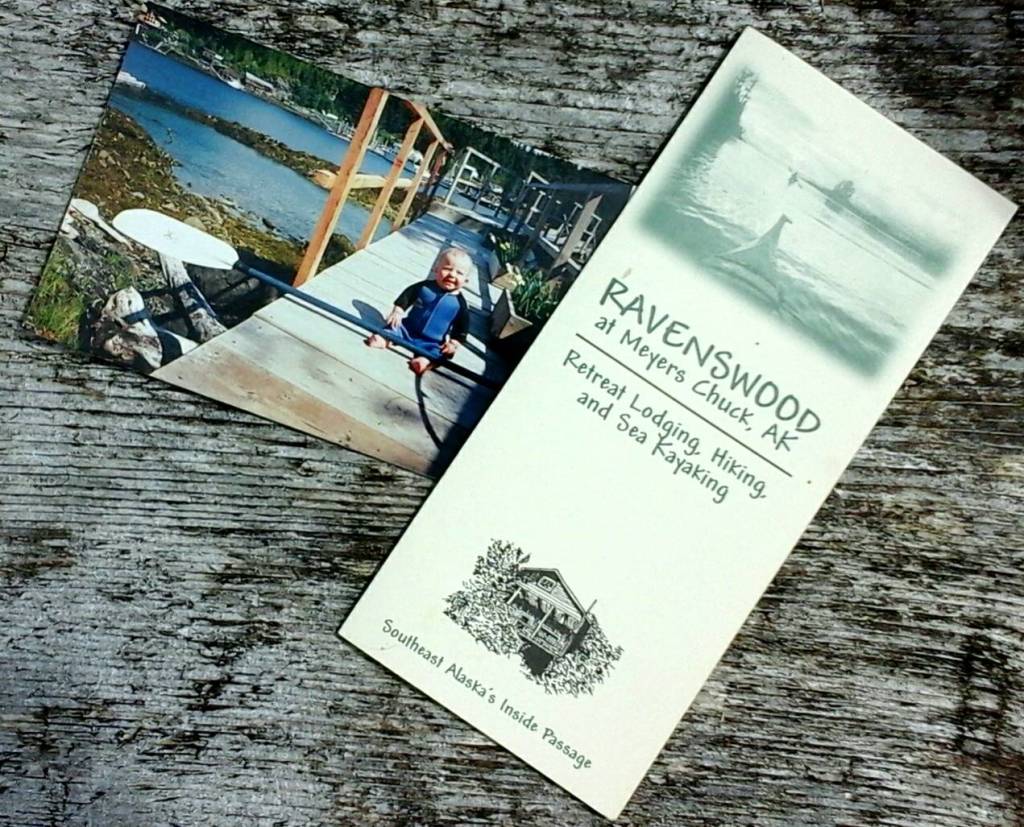 RAVENSWOOD
at Meyers Chuck, AK
Retreat Lodging, Hiking,
and Sea Kayaking
Southeast Alaska's Inside Passage